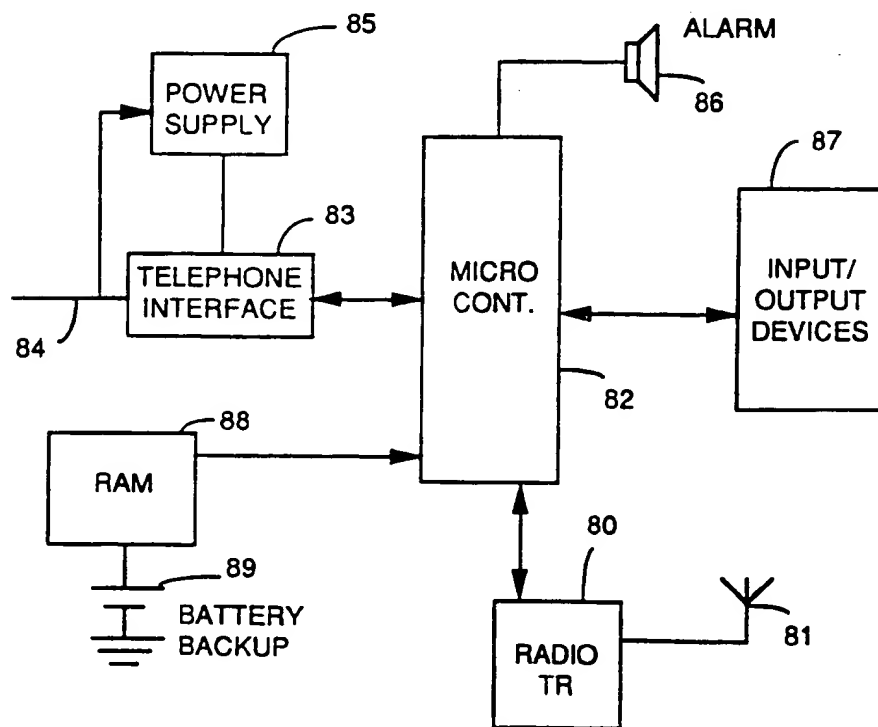 85
POWER
SUPPLY
ALARM
86
87
83
TELEPHONE
INTERFACE
84
MICRO
CONT.
82
INPUT/
OUTPUT
DEVICES
88
RAM
89
BATTERY
BACKUP
80
RADIO
TR
81